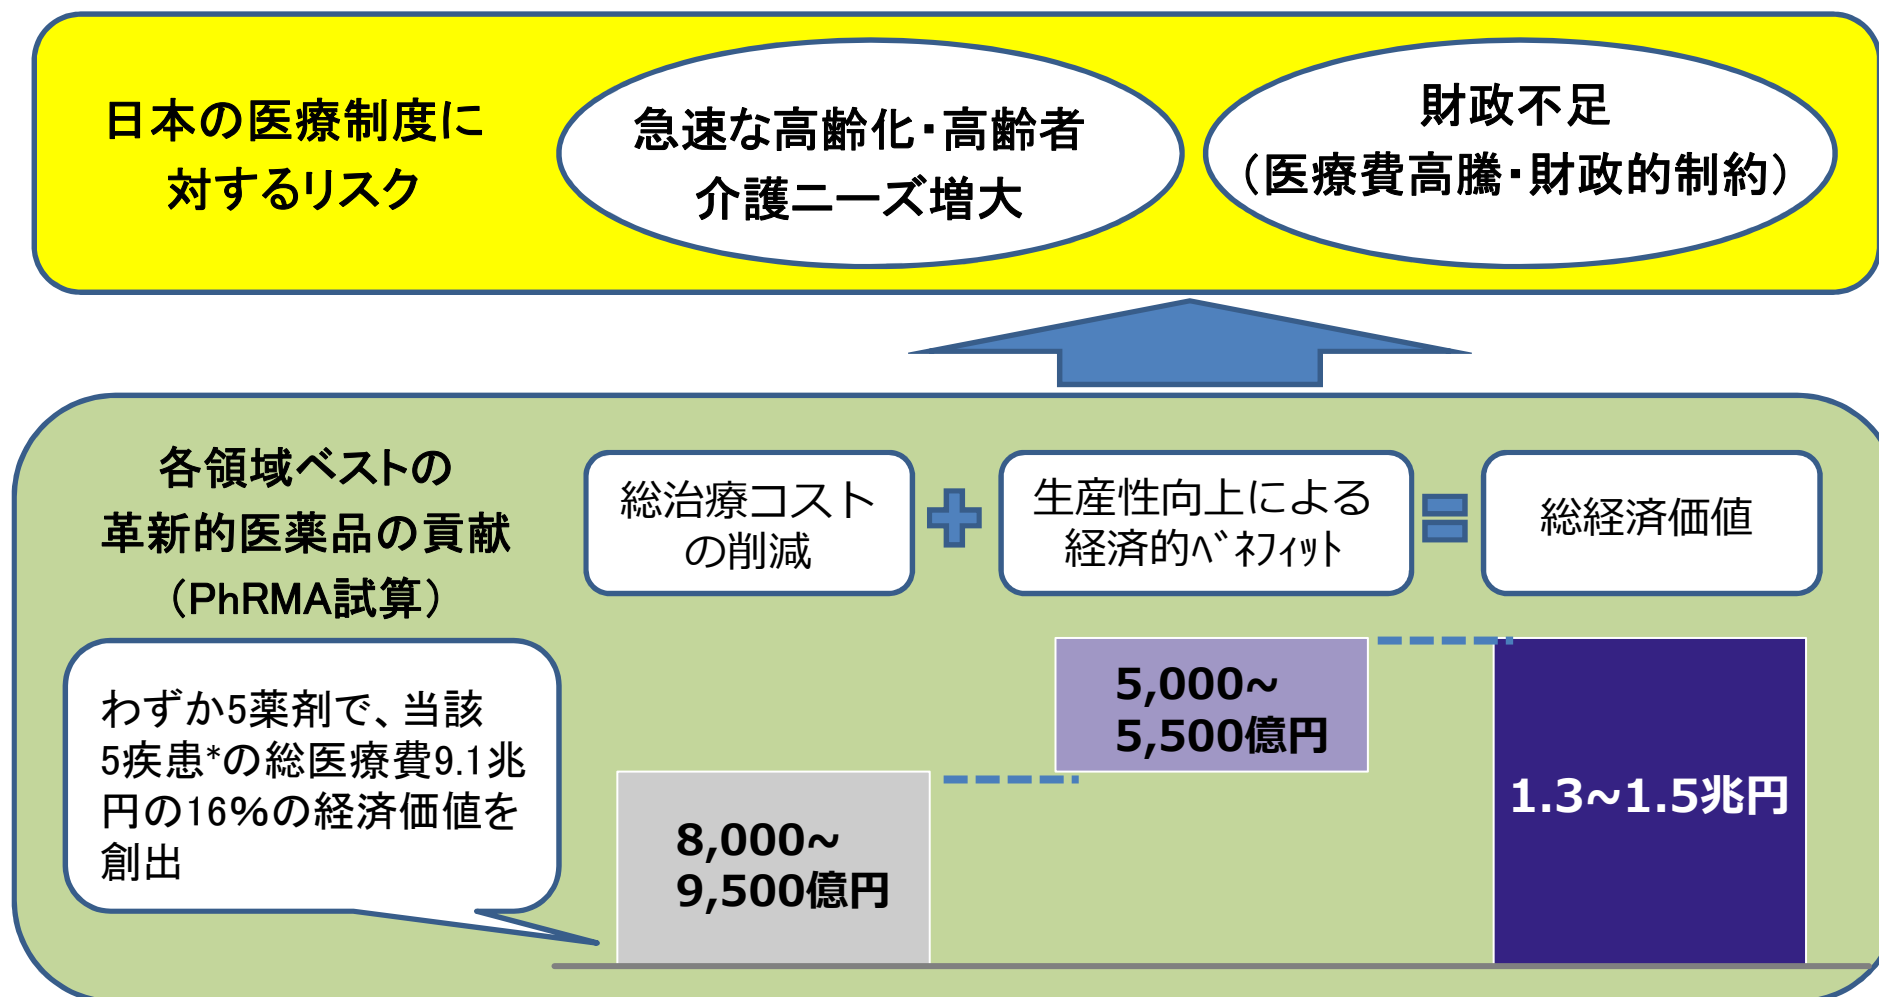 日本の医療制度に
対するリスク
急速な高齢化・高齢者
介護ニーズ増大
財政不足
（医療費高騰・財政的制約）
各領域ベストの
革新的医薬品の貢献
（PhRMA試算）
総治療コスト
の削減
生産性向上による
経済的ﾍﾞﾈﾌｨｯﾄ
総経済価値
わずか5薬剤で、当該
5疾患*の総医療費9.1兆
円の16%の経済価値を
創出
8,000~
9,500億円
5,000~
5,500億円
1.3~1.5兆円